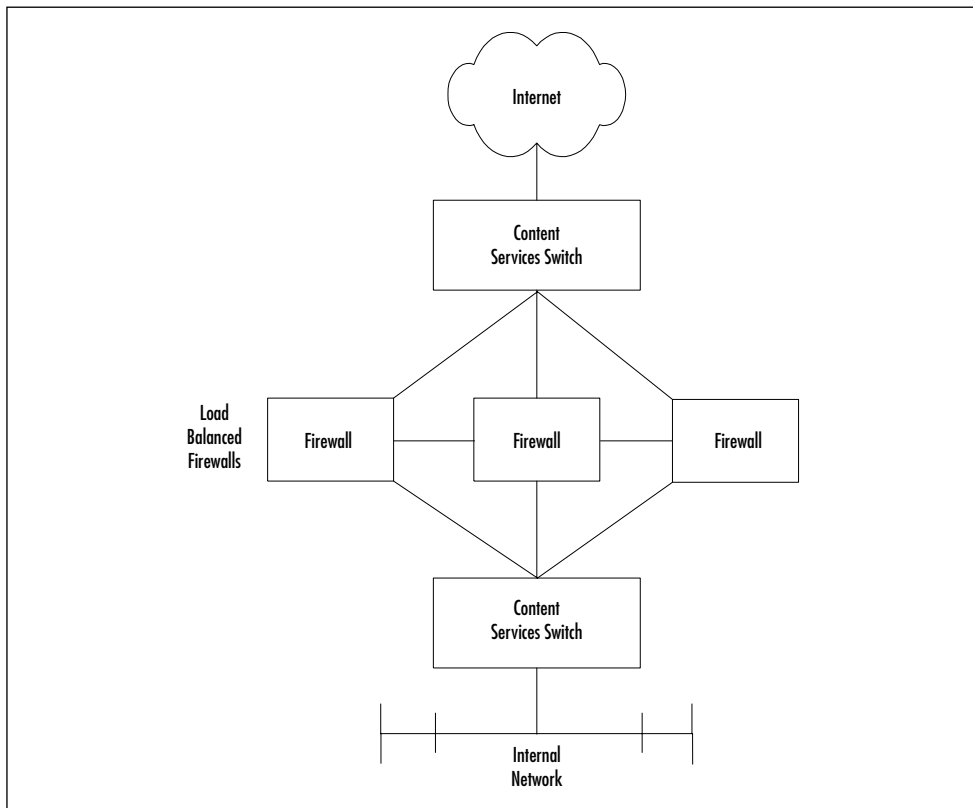 Internet
Content
Services Switch
Load
Balanced
Firewalls
Firewall
Firewall
Firewall
Content
Services Switch
Internal
Network